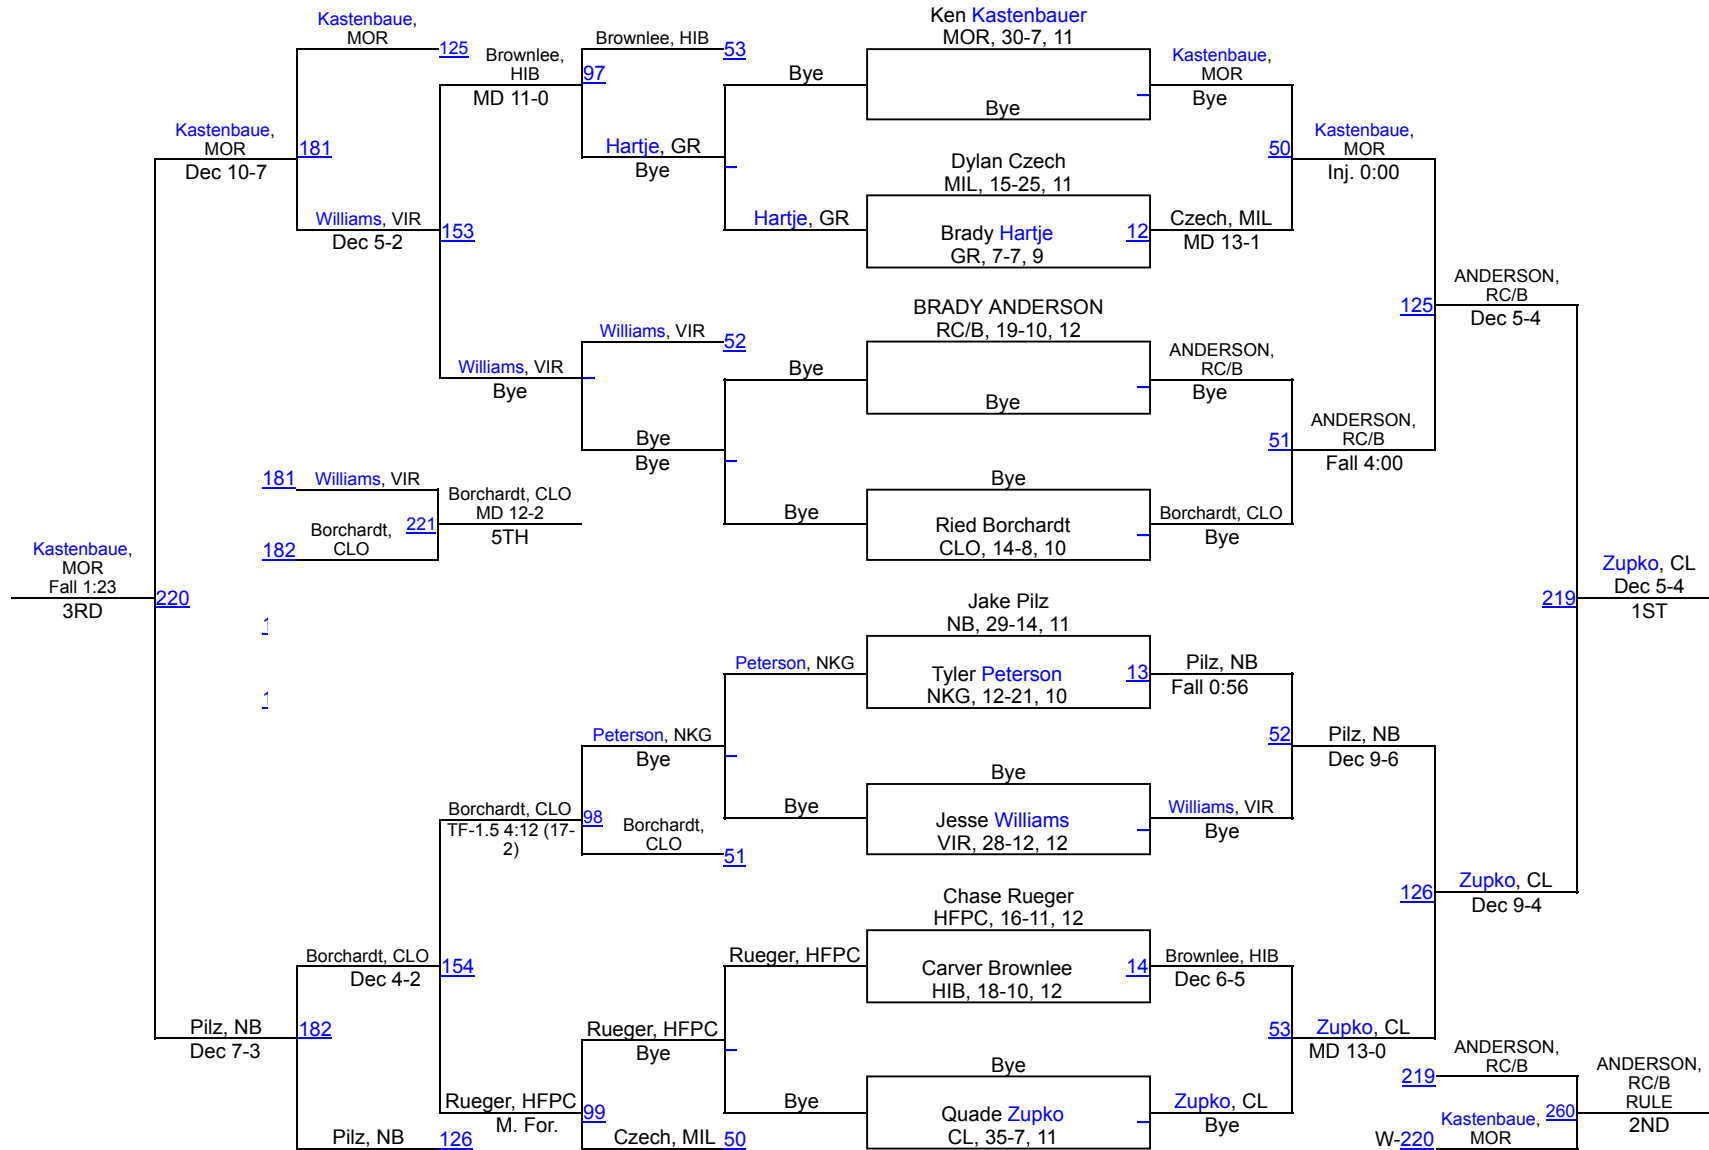 Ken Kastenbauer
MOR, 30-7, 11
Bye
Dylan Czech
MIL, 15-25, 11
Brady Hartje
GR, 7-7, 9
12
BRADY ANDERSON
RC/B, 19-10, 12
Bye
Bye
Ried Borchardt
CLO, 14-8, 10
Jake Pilz
NB, 29-14, 11
Tyler Peterson
NKG, 12-21, 10
13
Bye
Jesse Williams
VIR, 28-12, 12
Chase Rueger
HFPC, 16-11, 12
Carver Brownlee
HIB, 18-10, 12
14
Bye
Quade Zupko
CL, 35-7, 11
Kastenbaue,
MOR
Bye
50
Czech, MIL
MD 13-1
ANDERSON,
RC/B
Bye
51
Borchardt, CLO
Bye
Pilz, NB
Fall 0:56
52
Williams, VIR
Bye
Brownlee, HIB
Dec 6-5
53
Zupko, CL
Bye
Kastenbaue,
MOR
Inj. 0:00
125
ANDERSON,
RC/B
Fall 4:00
Pilz, NB
Dec 9-6
126
Zupko, CL
MD 13-0
ANDERSON,
RC/B
Dec 5-4
219
Zupko, CL
Dec 9-4
Zupko, CL
Dec 5-4
1ST
219
ANDERSON,
RC/B
W-220
Kastenbaue,
MOR
260
ANDERSON,
RC/B
RULE
2ND
Bye
Hartje, GR
Bye
Bye
Peterson, NKG
Bye
Rueger, HFPC
Bye
Brownlee, HIB
53
97
Hartje, GR
Bye
Williams, VIR
52
Bye
Bye
Peterson, NKG
Bye
98
Borchardt,
CLO
51
Rueger, HFPC
Bye
99
Czech, MIL
50
Brownlee,
HIB
MD 11-0
153
Williams, VIR
Bye
Borchardt, CLO
TF-1.5 4:12 (17-
2)
154
Rueger, HFPC
M. For.
Kastenbaue,
MOR
125
181
Williams, VIR
Dec 5-2
Borchardt, CLO
Dec 4-2
182
Pilz, NB
126
181
Williams, VIR
182
Borchardt,
CLO
221
Borchardt, CLO
MD 12-2
5TH
Kastenbaue,
MOR
Dec 10-7
220
Pilz, NB
Dec 7-3
Kastenbaue,
MOR
Fall 1:23
3RD